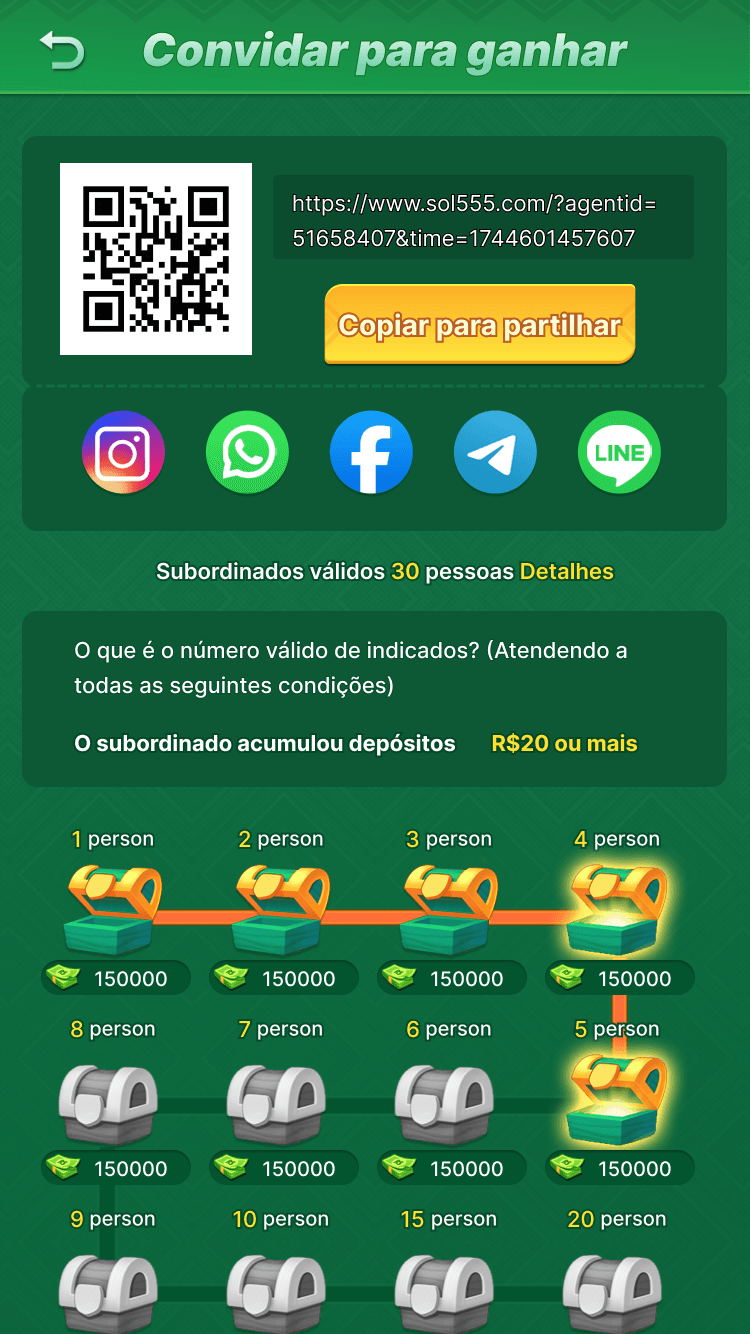 Convidar para ganhar
https://www.sol555.com/?agentid=
51658407&time=1744601457607
Copiar para partilhar
LINE
Subordinados válidos 30 pessoas Detalhes
O que é o número válido de indicados? (Atendendo a
todas as seguintes condições)
O subordinado acumulou depósitos R$20 ou mais
1 person 2 person 3 person 4 person
150000 150000 150000 150000
8 person 7 person 6 person 5 person
150000 150000 150000 150000
9 person 10 person 15 person 20 person